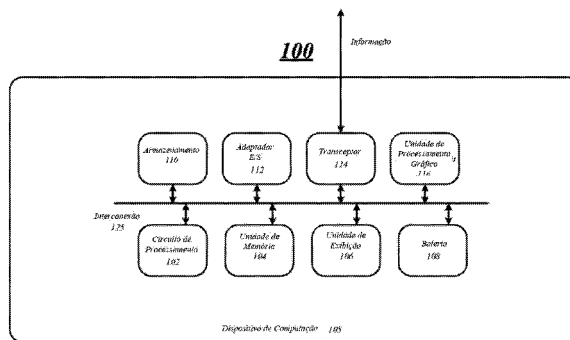 Informação
100
Armazenamento
110
Adaptador
E/S
112
Transceptor
114
Unidade de
Processamento
Gráfico
116
Interconexão
125
Circuito de
Processamento
102
Unidade de
Memória
104
Unidade de
Exibição
106
Bateria
108
Dispositivo de Computação 105